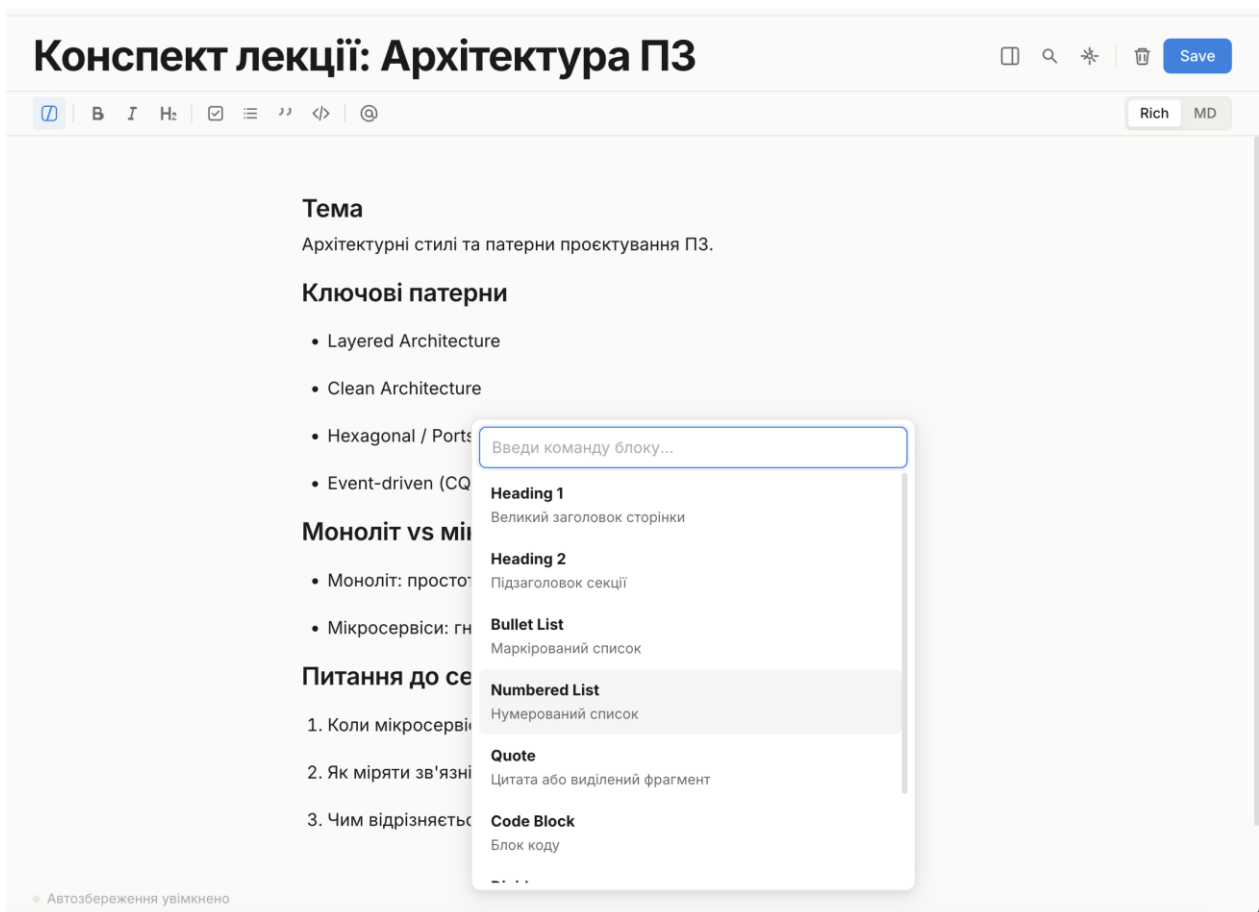 Конспект лекції: Архітектура ПЗ
Save
B I H2
Rich MD
Тема
Архітектурні стилі та патерни проєктування ПЗ.
Ключові патерни
• Layered Architecture
• Clean Architecture
• Hexagonal / Ports
• Event-driven (CQ
Моноліт vs мік
• Моноліт: простот
• Мікросервіси: гн
Питання до се
1. Коли мікросервіс
2. Як міряти зв'язні
3. Чим відрізняєтьс
Введи команду блоку...
Heading 1
Великий заголовок сторінки
Heading 2
Підзаголовок секції
Bullet List
Маркірований список
Numbered List
Нумерований список
Quote
Цитата або виділений фрагмент
Code Block
Блок коду
Автозбереження увімкнено